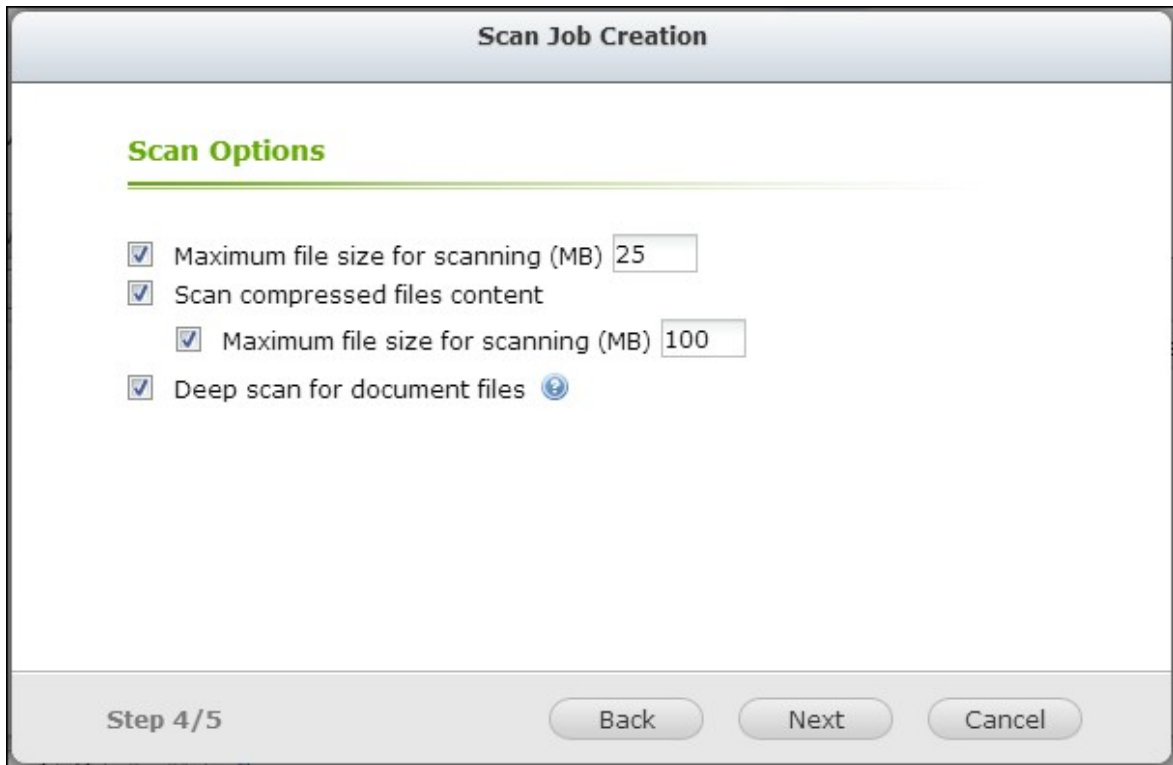 Scan Job Creation
Scan Options
Maximum file size for scanning (MB) 25
Scan compressed files content
Maximum file size for scanning (MB) 100
Deep scan for document files ?
Step 4/5 Back Next Cancel